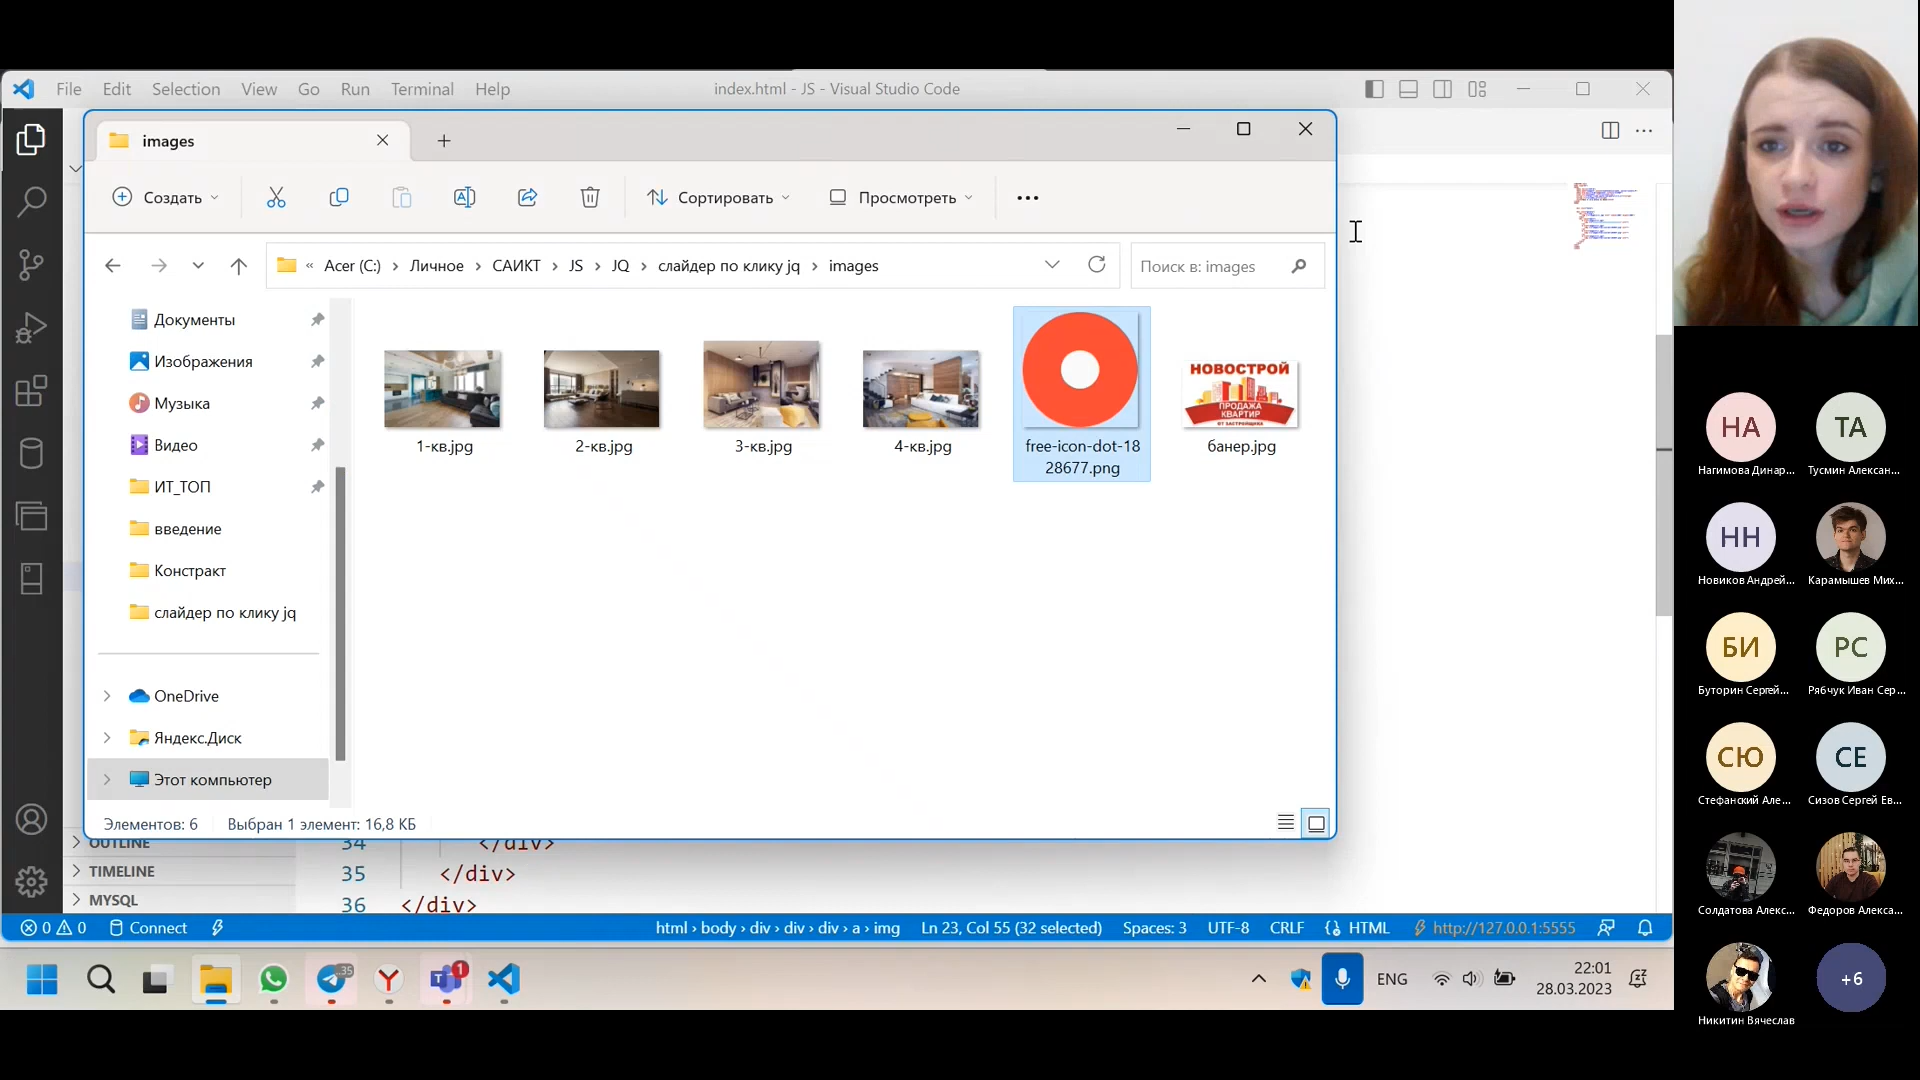 File Edit Selection View Go Run Terminal Help
index.html - JS - Visual Studio Code
images
Создать
Сортировать
Просмотреть
« Acer (C:) › Личное › САИКТ › JS › JQ › слайдер по клику jq › images
Поиск в: images
Документы
Изображения
Музыка
Видео
ИТ_ТОП
введение
Констракт
слайдер по клику jq
OneDrive
Яндекс.Диск
Этот компьютер
1-кв.jpg
2-кв.jpg
3-кв.jpg
4-кв.jpg
free-icon-dot-18
28677.png
НОВОСТРОЙ
ПРОДАЖА
КВАРТИР
ОТ ЗАСТРОЙЩИКА
банер.jpg
Элементов: 6 Выбран 1 элемент: 16,8 КБ
OUTLINE
TIMELINE
MYSQL
34 </div>
35 </div>
36 </div>
0 0 Connect
html › body › div › div › div › a › img Ln 23, Col 55 (32 selected) Spaces: 3 UTF-8 CRLF HTML http://127.0.0.1:5555
35
1
ENG
22:01
28.03.2023
НА
Нагимова Динар...
ТА
Тусмин Алексан...
НН
Новиков Андрей...
Карамышев Мих...
БИ
Буторин Сергей...
РС
Рябчук Иван Сер...
СЮ
Стефанский Але...
СЕ
Сизов Сергей Ев...
Солдатова Алекс...
Федоров Алекса...
Никитин Вячеслав
+6